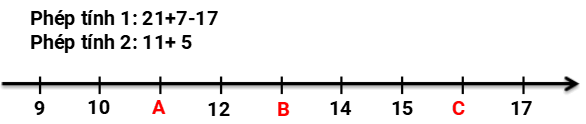 Phép tính 1: 21+7-17
Phép tính 2: 11+ 5
9 10 A 12 B 14 15 C 17